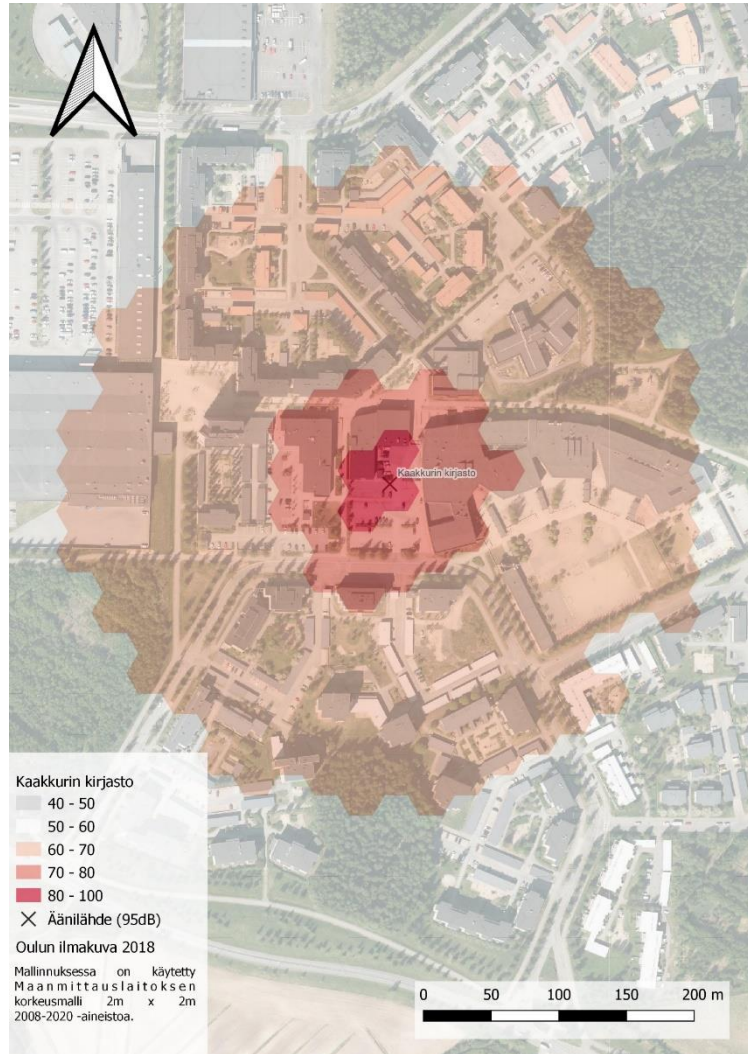 Kaakkurin kirjasto
Kaakkurin kirjasto
40 - 50
50 - 60
60 - 70
70 - 80
80 - 100
Äänilähde (95dB)
Oulun ilmakuva 2018
Mallinnuksessa on käytetty
Maanmittauslaitoksen
korkeusmalli 2m x 2m
2008-2020 -aineistoa.
0 50 100 150 200 m